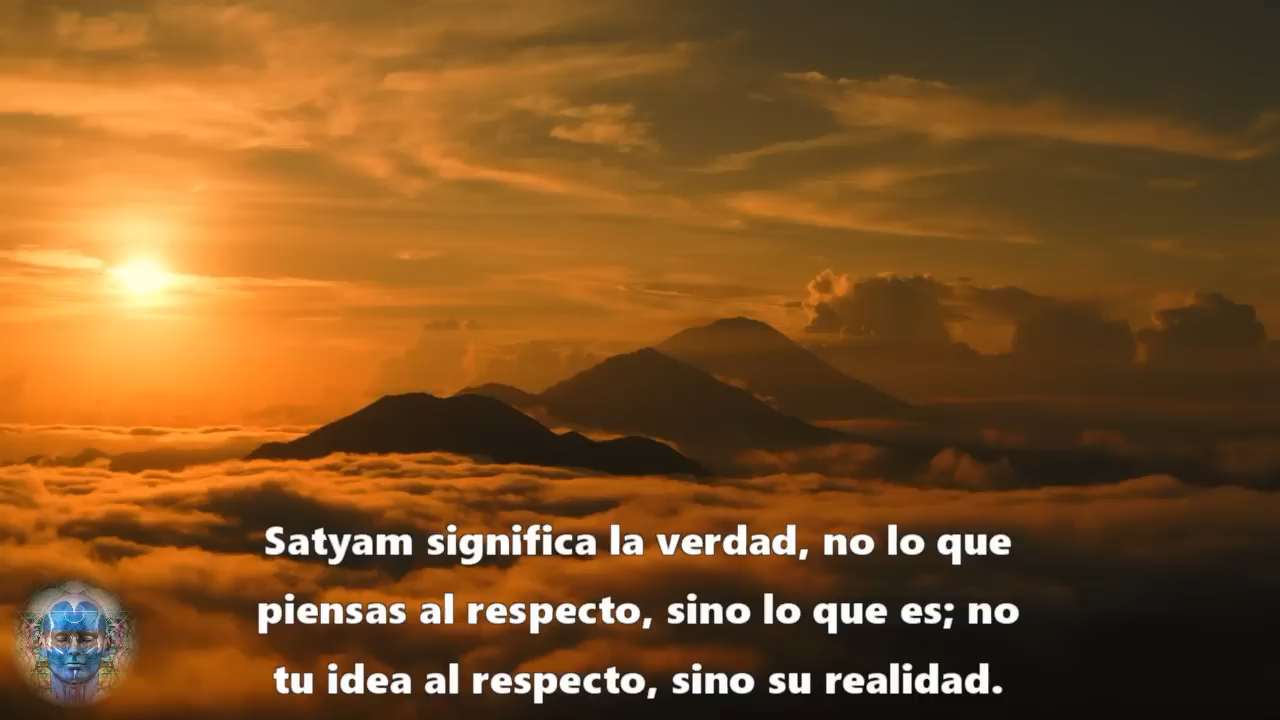 Satyam significa la verdad, no lo que
piensas al respecto, sino lo que es; no
tu idea al respecto, sino su realidad.